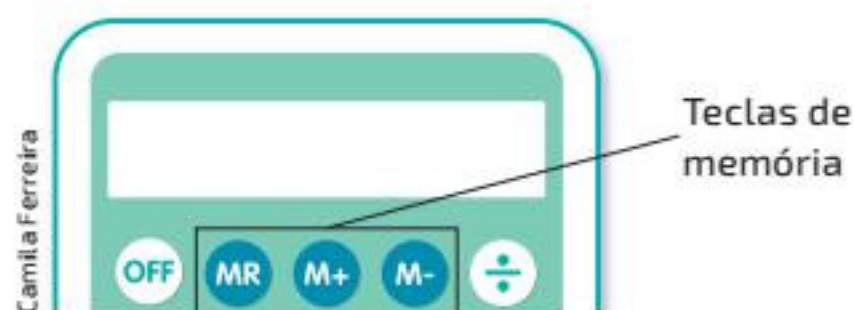 Teclas de
memória
Camila Ferreira
OFF MR M+ M- ÷